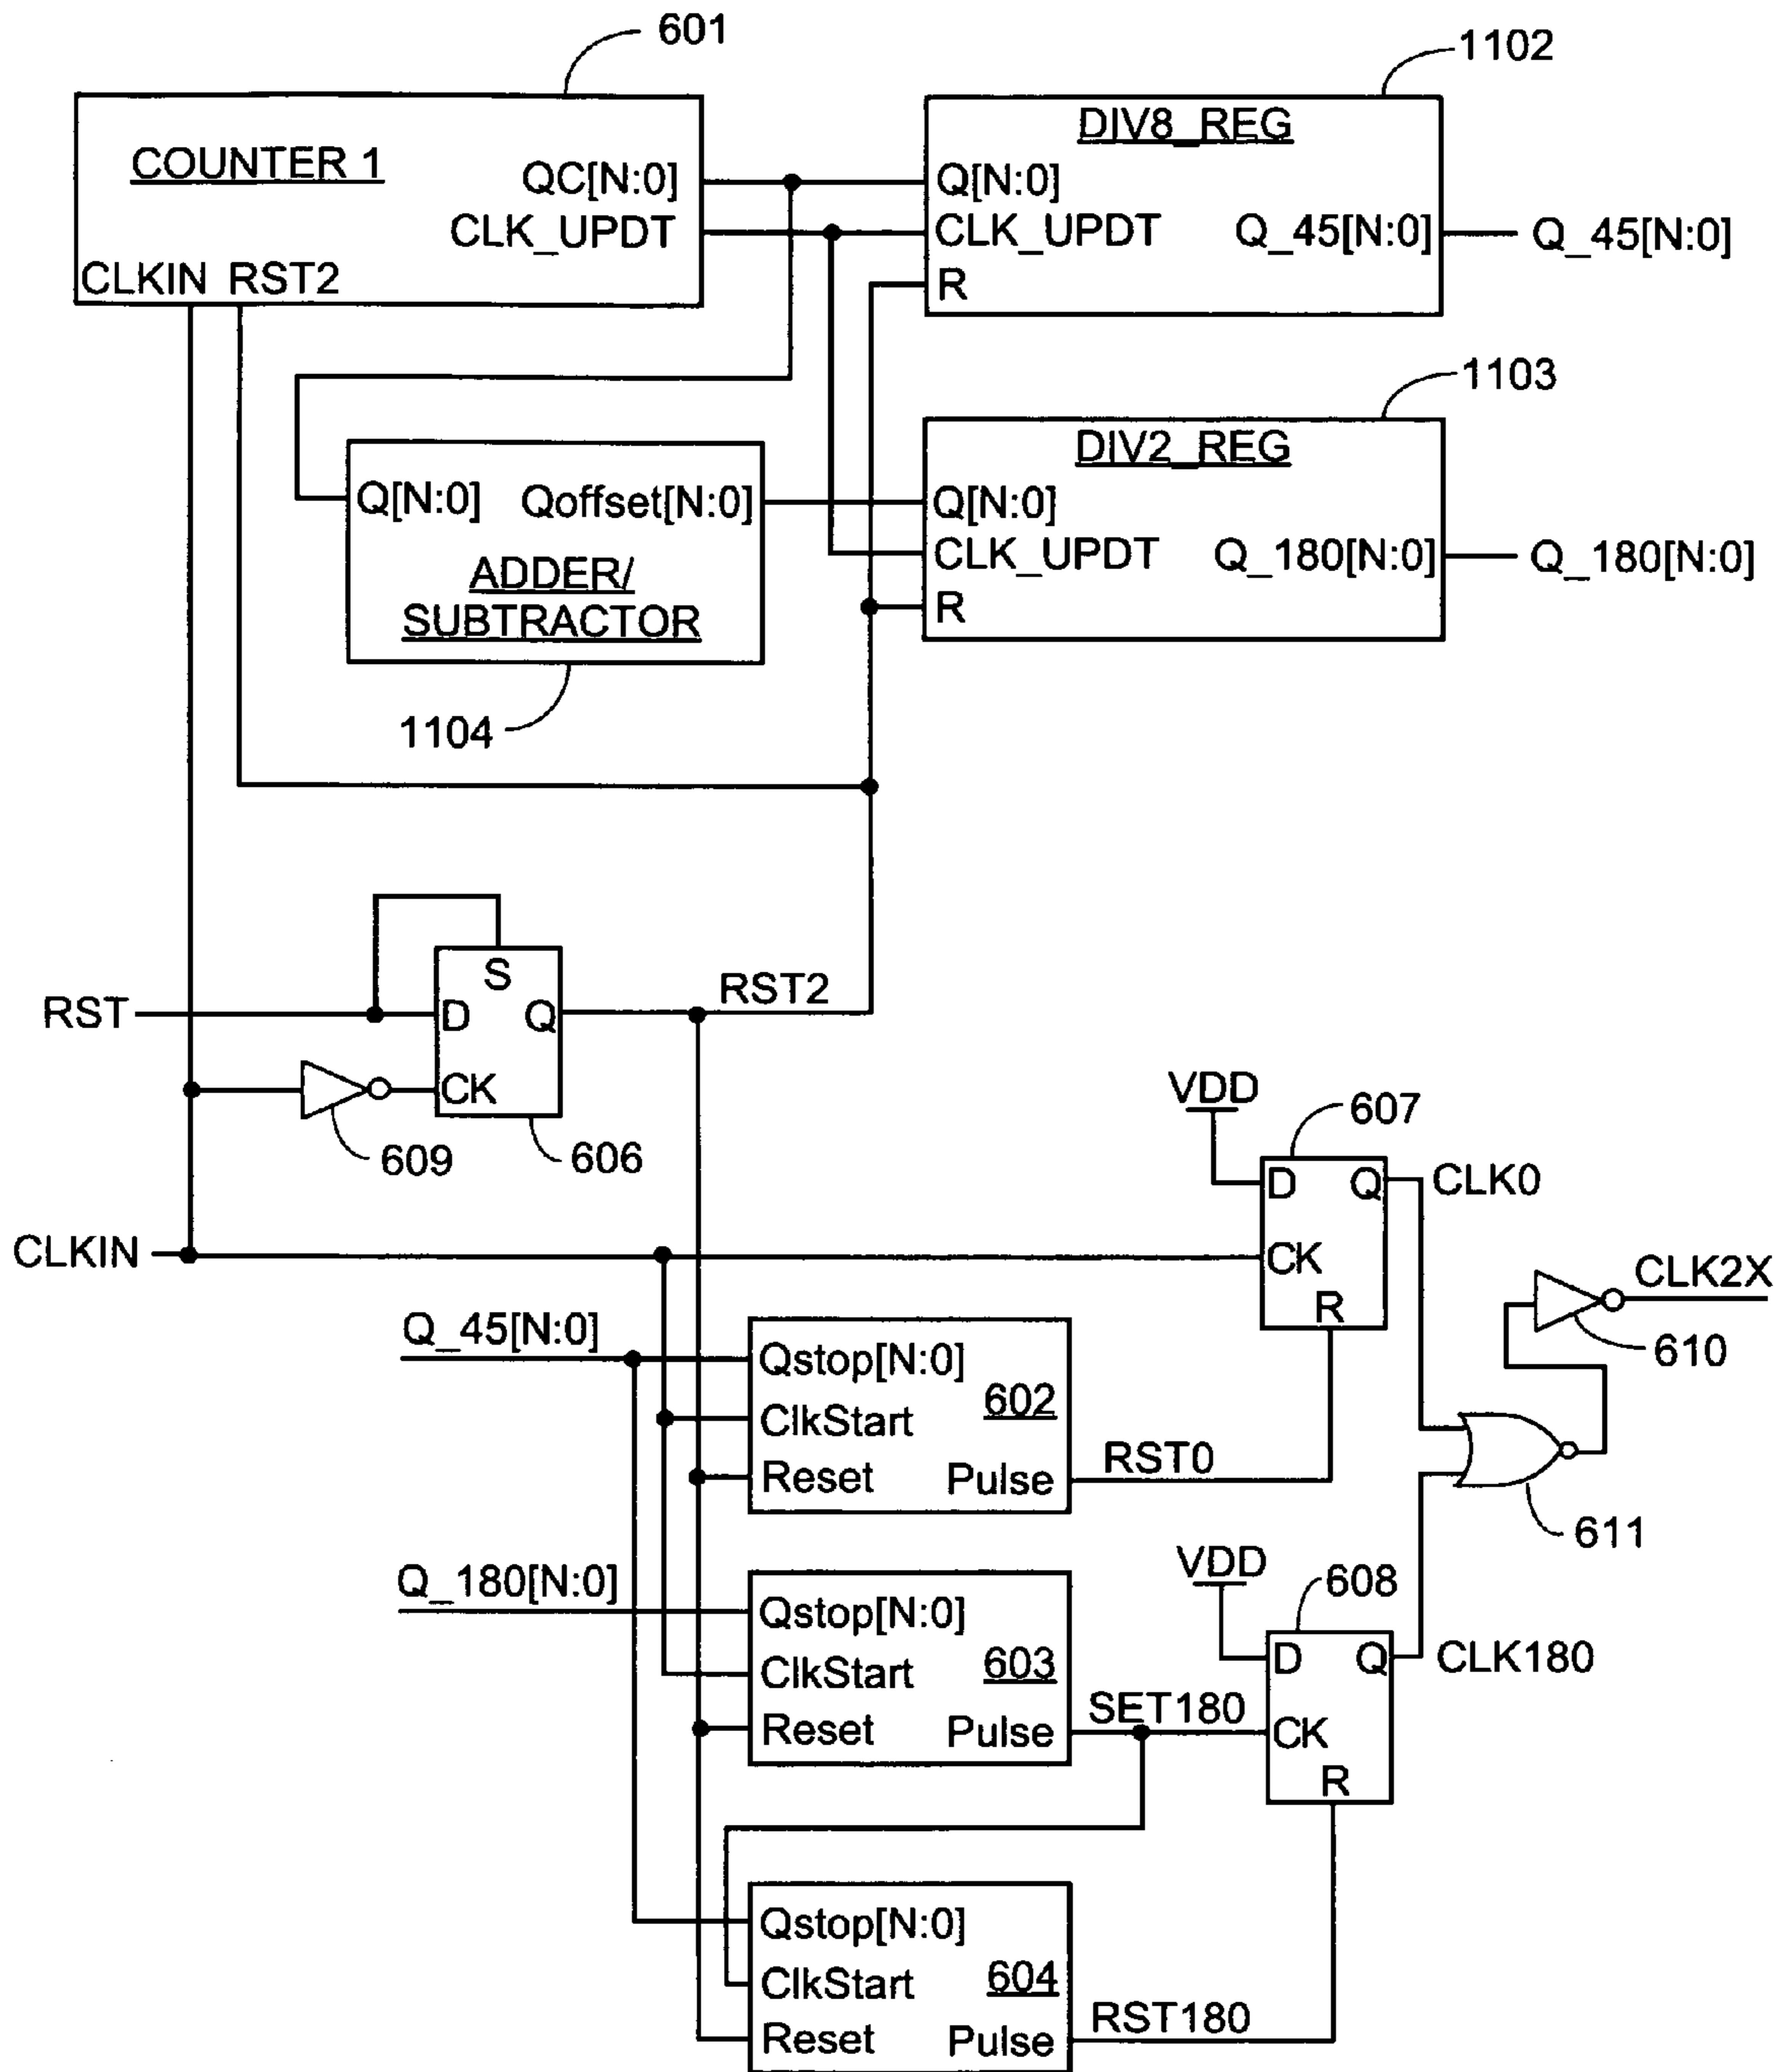 601
1102
COUNTER 1
QC[N:0]
CLK_UPDT
CLKIN RST2
DIV8_REG
Q[N:0]
CLK_UPDT
Q_45[N:0]
Q_45[N:0]
R
1103
DIV2_REG
Q[N:0]
CLK_UPDT
Q_180[N:0]
Q_180[N:0]
R
Q[N:0]
Qoffset[N:0]
ADDER/
SUBTRACTOR
1104
RST
S
D
Q
CK
RST2
609
606
VDD
607
D
Q
CLK0
CLKIN
CK
R
CLK2X
610
Q_45[N:0]
Qstop[N:0]
602
ClkStart
Reset
Pulse
RST0
611
VDD
608
Q_180[N:0]
Qstop[N:0]
603
ClkStart
Reset
Pulse
SET180
D
Q
CLK180
CK
R
Qstop[N:0]
604
ClkStart
Reset
Pulse
RST180